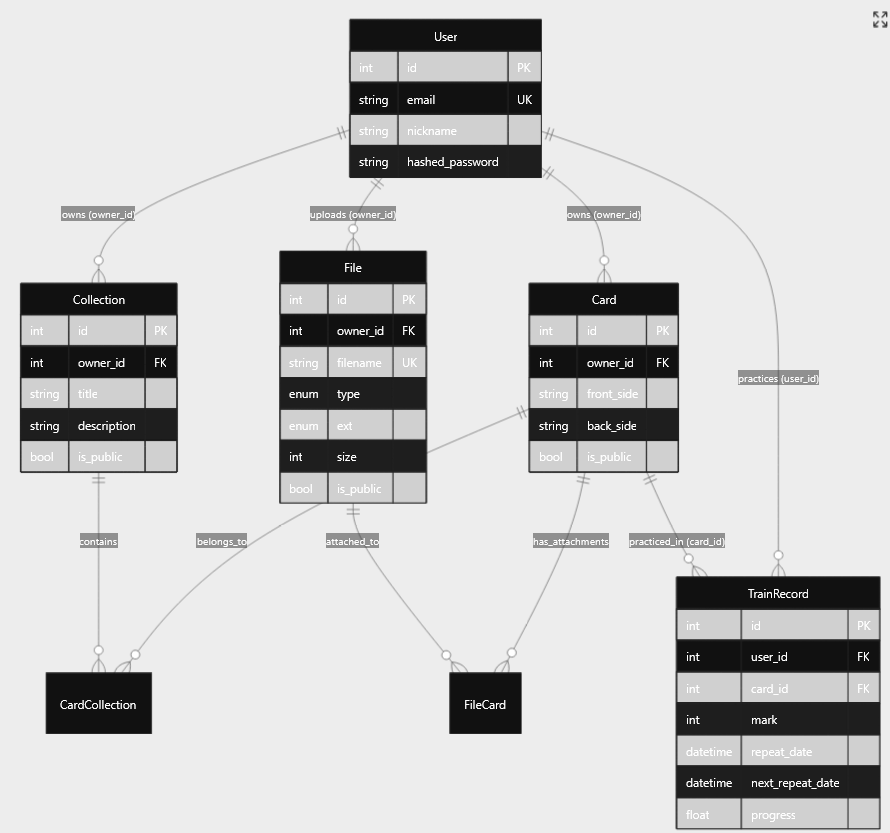 User
int id PK
string email UK
string nickname
string hashed_password
owns (owner_id)
uploads (owner_id)
owns (owner_id)
practices (user_id)
Collection
int id PK
int owner_id FK
string title
string description
bool is_public
File
int id PK
int owner_id FK
string filename UK
enum type
enum ext
int size
bool is_public
Card
int id PK
int owner_id FK
string front_side
string back_side
bool is_public
contains
belongs_to
attached_to
has_attachments
practiced_in (card_id)
CardCollection
FileCard
TrainRecord
int id PK
int user_id FK
int card_id FK
int mark
datetime repeat_date
datetime next_repeat_date
float progress